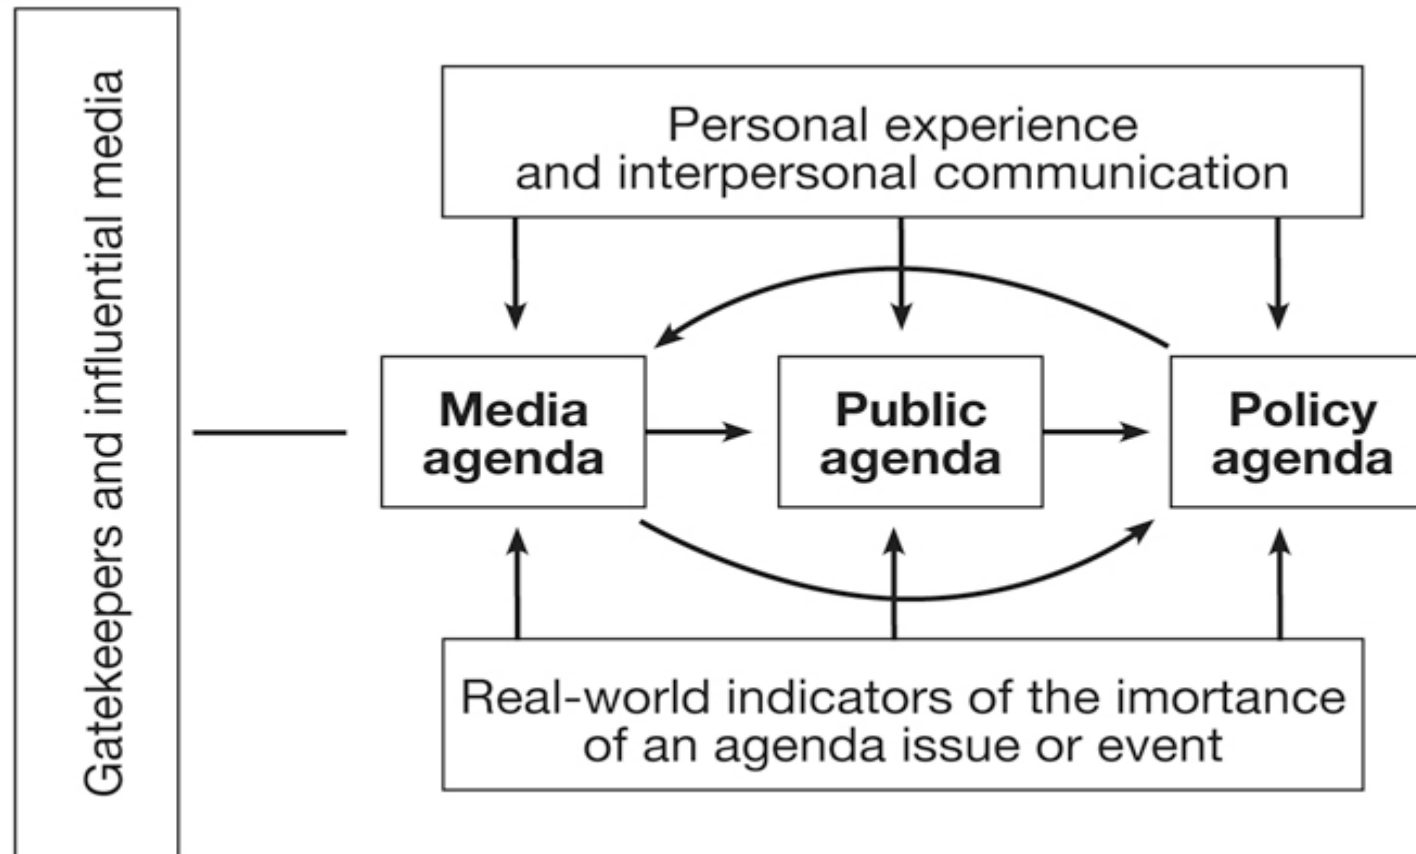 Gatekeepers and influential media
Personal experience
and interpersonal communication
Media
agenda
Public
agenda
Policy
agenda
Real-world indicators of the imortance
of an agenda issue or event